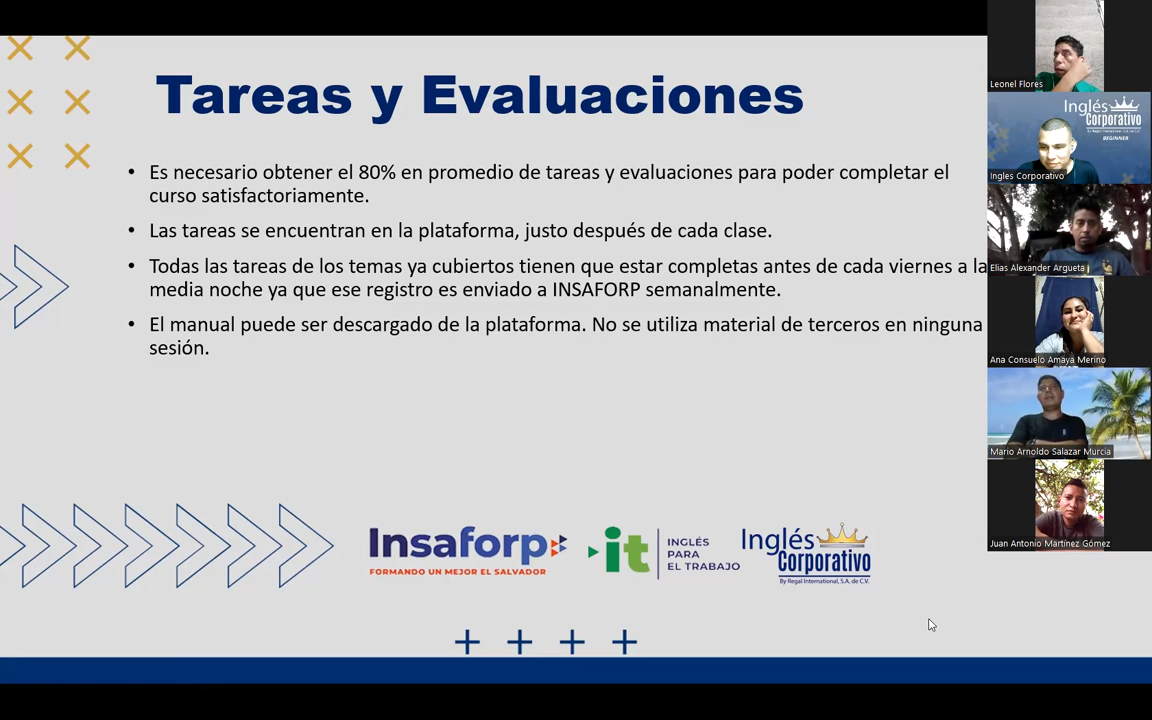 Tareas y Evaluaciones
• Es necesario obtener el 80% en promedio de tareas y evaluaciones para poder completar el
curso satisfactoriamente.
• Las tareas se encuentran en la plataforma, justo después de cada clase.
• Todas las tareas de los temas ya cubiertos tienen que estar completas antes de cada viernes a la
media noche ya que ese registro es enviado a INSAFORP semanalmente.
• El manual puede ser descargado de la plataforma. No se utiliza material de terceros en ninguna
sesión.
Insaforp
FORMANDO UN MEJOR EL SALVADOR
it
INGLÉS
PARA
EL TRABAJO
Inglés
Corporativo
By Regal International, S.A. de C.V.
Leonel Flores
Inglés
Corporativo
By Regal International, S.A. de C.V.
BEGINNER
Ingles Corporativo
Elias Alexander Argueta
Ana Consuelo Amaya Merino
Mario Arnoldo Salazar Murcia
Juan Antonio Martínez Gómez